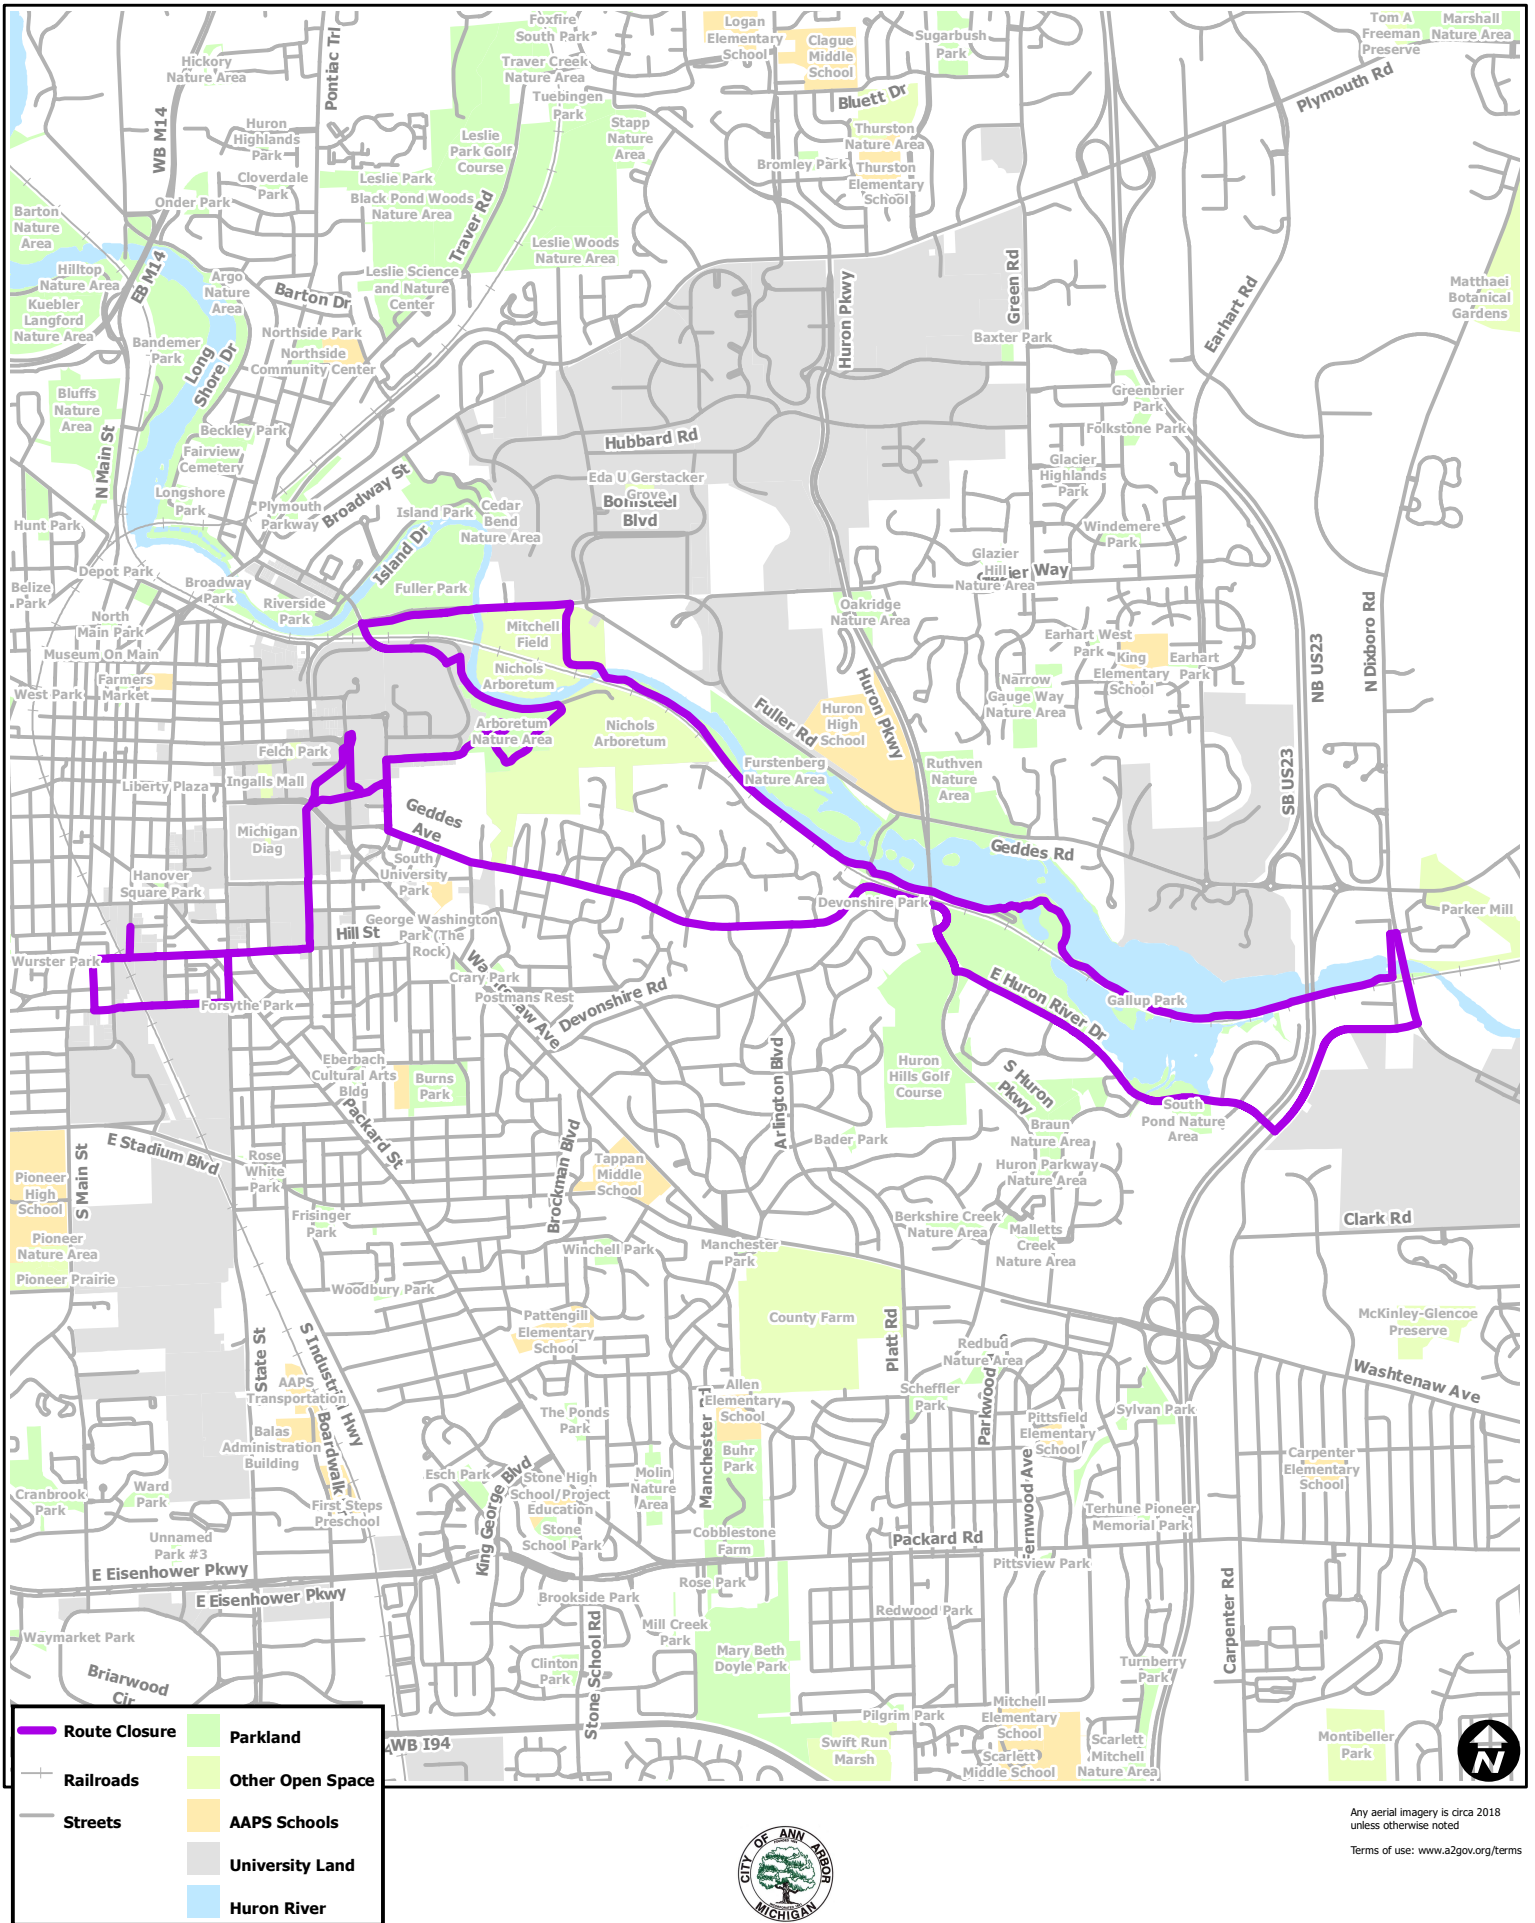 Foxfire
South Park
Logan
Elementary
School
Clague
Middle
School
Sugarbush
Park
Tom A
Freeman
Preserve
Marshall
Nature Area
Hickory
Nature Area
Pontiac Trl
Traver Creek
Nature Area
Tuebingen
Park
Bluett Dr
Plymouth Rd
WB M14
Huron
Highlands
Park
Leslie
Park Golf
Course
Stapp
Nature
Area
Thurston
Nature Area
Bromley Park
Thurston
Elementary
School
Cloverdale
Park
Leslie Park
Onder Park
Black Pond Woods
Nature Area
Traver Rd
Barton
Nature
Area
Leslie Woods
Nature Area
Hilltop
Nature Area
EB M14
Argo
Nature
Area
Leslie Science
and Nature
Center
Barton Dr
Huron Pkwy
Green Rd
Earhart Rd
Matthaei
Botanical
Gardens
Kuebler
Langford
Nature Area
Bandemer
Park
Long
Shore Dr
Northside Park
Northside
Community Center
Baxter Park
Bluffs
Nature
Area
Greenbrier
Park
Beckley Park
Folkstone Park
N Main St
Fairview
Cemetery
Hubbard Rd
Glacier
Highlands
Park
Longshore
Park
Plymouth
Parkway
Broadway St
Eda U Gerstacker
Grove
Bonisteel
Blvd
Island Park
Cedar
Bend
Nature Area
Hunt Park
Windemere
Park
Island Dr
Glazier
Hill
Nature Area
Glazier Way
Depot Park
Belize
Park
Broadway
Park
Riverside
Park
Fuller Park
Oakridge
Nature Area
N Dixboro Rd
North
Main Park
Mitchell
Field
Earhart West
Park
King
Elementary
School
Earhart
Park
Museum On Main
Nichols
Arboretum
NB US23
Farmers
Market
West Park
Huron Pkwy
Narrow
Gauge Way
Nature Area
Fuller Rd
Huron
High
School
Arboretum
Nature Area
Nichols
Arboretum
Felch Park
SB US23
Liberty Plaza
Ingalls Mall
Furstenberg
Nature Area
Ruthven
Nature
Area
Geddes
Ave
Michigan
Diag
Geddes Rd
South
University
Park
Hanover
Square Park
Devonshire Park
Parker Mill
George Washington
Park (The
Rock)
Hill St
Wurster Park
Washtenaw Ave
Crary Park
Postmans Rest
Devonshire Rd
Forsythe Park
E Huron River Dr
Gallup Park
Eberbach
Cultural Arts
Bldg
Burns
Park
Arlington Blvd
Huron
Hills Golf
Course
S Huron
Pkwy
Packard St
South
Pond Nature
Area
Braun
Nature Area
Bader Park
E Stadium Blvd
S Main St
Brockman Blvd
Pioneer
High
School
Rose
White
Park
Tappan
Middle
School
Huron Parkway
Nature Area
Frisinger
Park
Berkshire Creek
Nature Area
Malletts
Creek
Nature Area
Clark Rd
Pioneer
Nature Area
Winchell Park
Manchester
Park
Pioneer Prairie
Woodbury Park
Pattengill
Elementary
School
County Farm
McKinley-Glencoe
Preserve
State St
S Industrial Hwy
Platt Rd
Redbud
Nature Area
Parkwood
Washtenaw Ave
AAPS
Transportation
Allen
Elementary
School
Scheffler
Park
Manchester Rd
The Ponds
Park
Pittsfield
Elementary
School
Sylvan Park
Balas
Administration
Building
Boardwalk
Buhr
Park
Carpenter
Elementary
School
Esch Park
King George Blvd
Stone High
School/Project
Education
Molin
Nature
Area
Cranbrook
Park
Ward
Park
First Steps
Preschool
Fernwood Ave
Terhune Pioneer
Memorial Park
Stone
School Park
Cobblestone
Farm
Packard Rd
Unnamed
Park #3
Pittsview Park
E Eisenhower Pkwy
E Eisenhower Pkwy
Brookside Park
Rose Park
Carpenter Rd
Redwood Park
Mill Creek
Park
Stone School Rd
Waymarket Park
Mary Beth
Doyle Park
Clinton
Park
Turnberry
Park
Briarwood
Cir
Mitchell
Elementary
School
Pilgrim Park
WB I94
Swift Run
Marsh
Scarlett
Middle School
Scarlett
Mitchell
Nature Area
Montibeller
Park
N
Route Closure
Railroads
Streets
Parkland
Other Open Space
AAPS Schools
University Land
Huron River
CITY OF ANN ARBOR
MICHIGAN
Any aerial imagery is circa 2018
unless otherwise noted
Terms of use: www.a2gov.org/terms